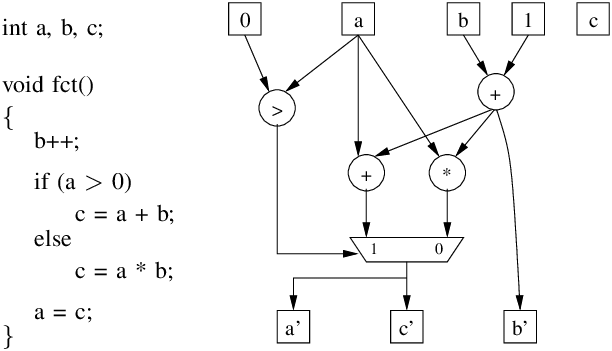 int a, b, c;
void fct()
{
b++;
if (a > 0)
c = a + b;
else
c = a * b;
a = c;
}
0 a b 1 c
>
+
+ *
1 0
a' c' b'